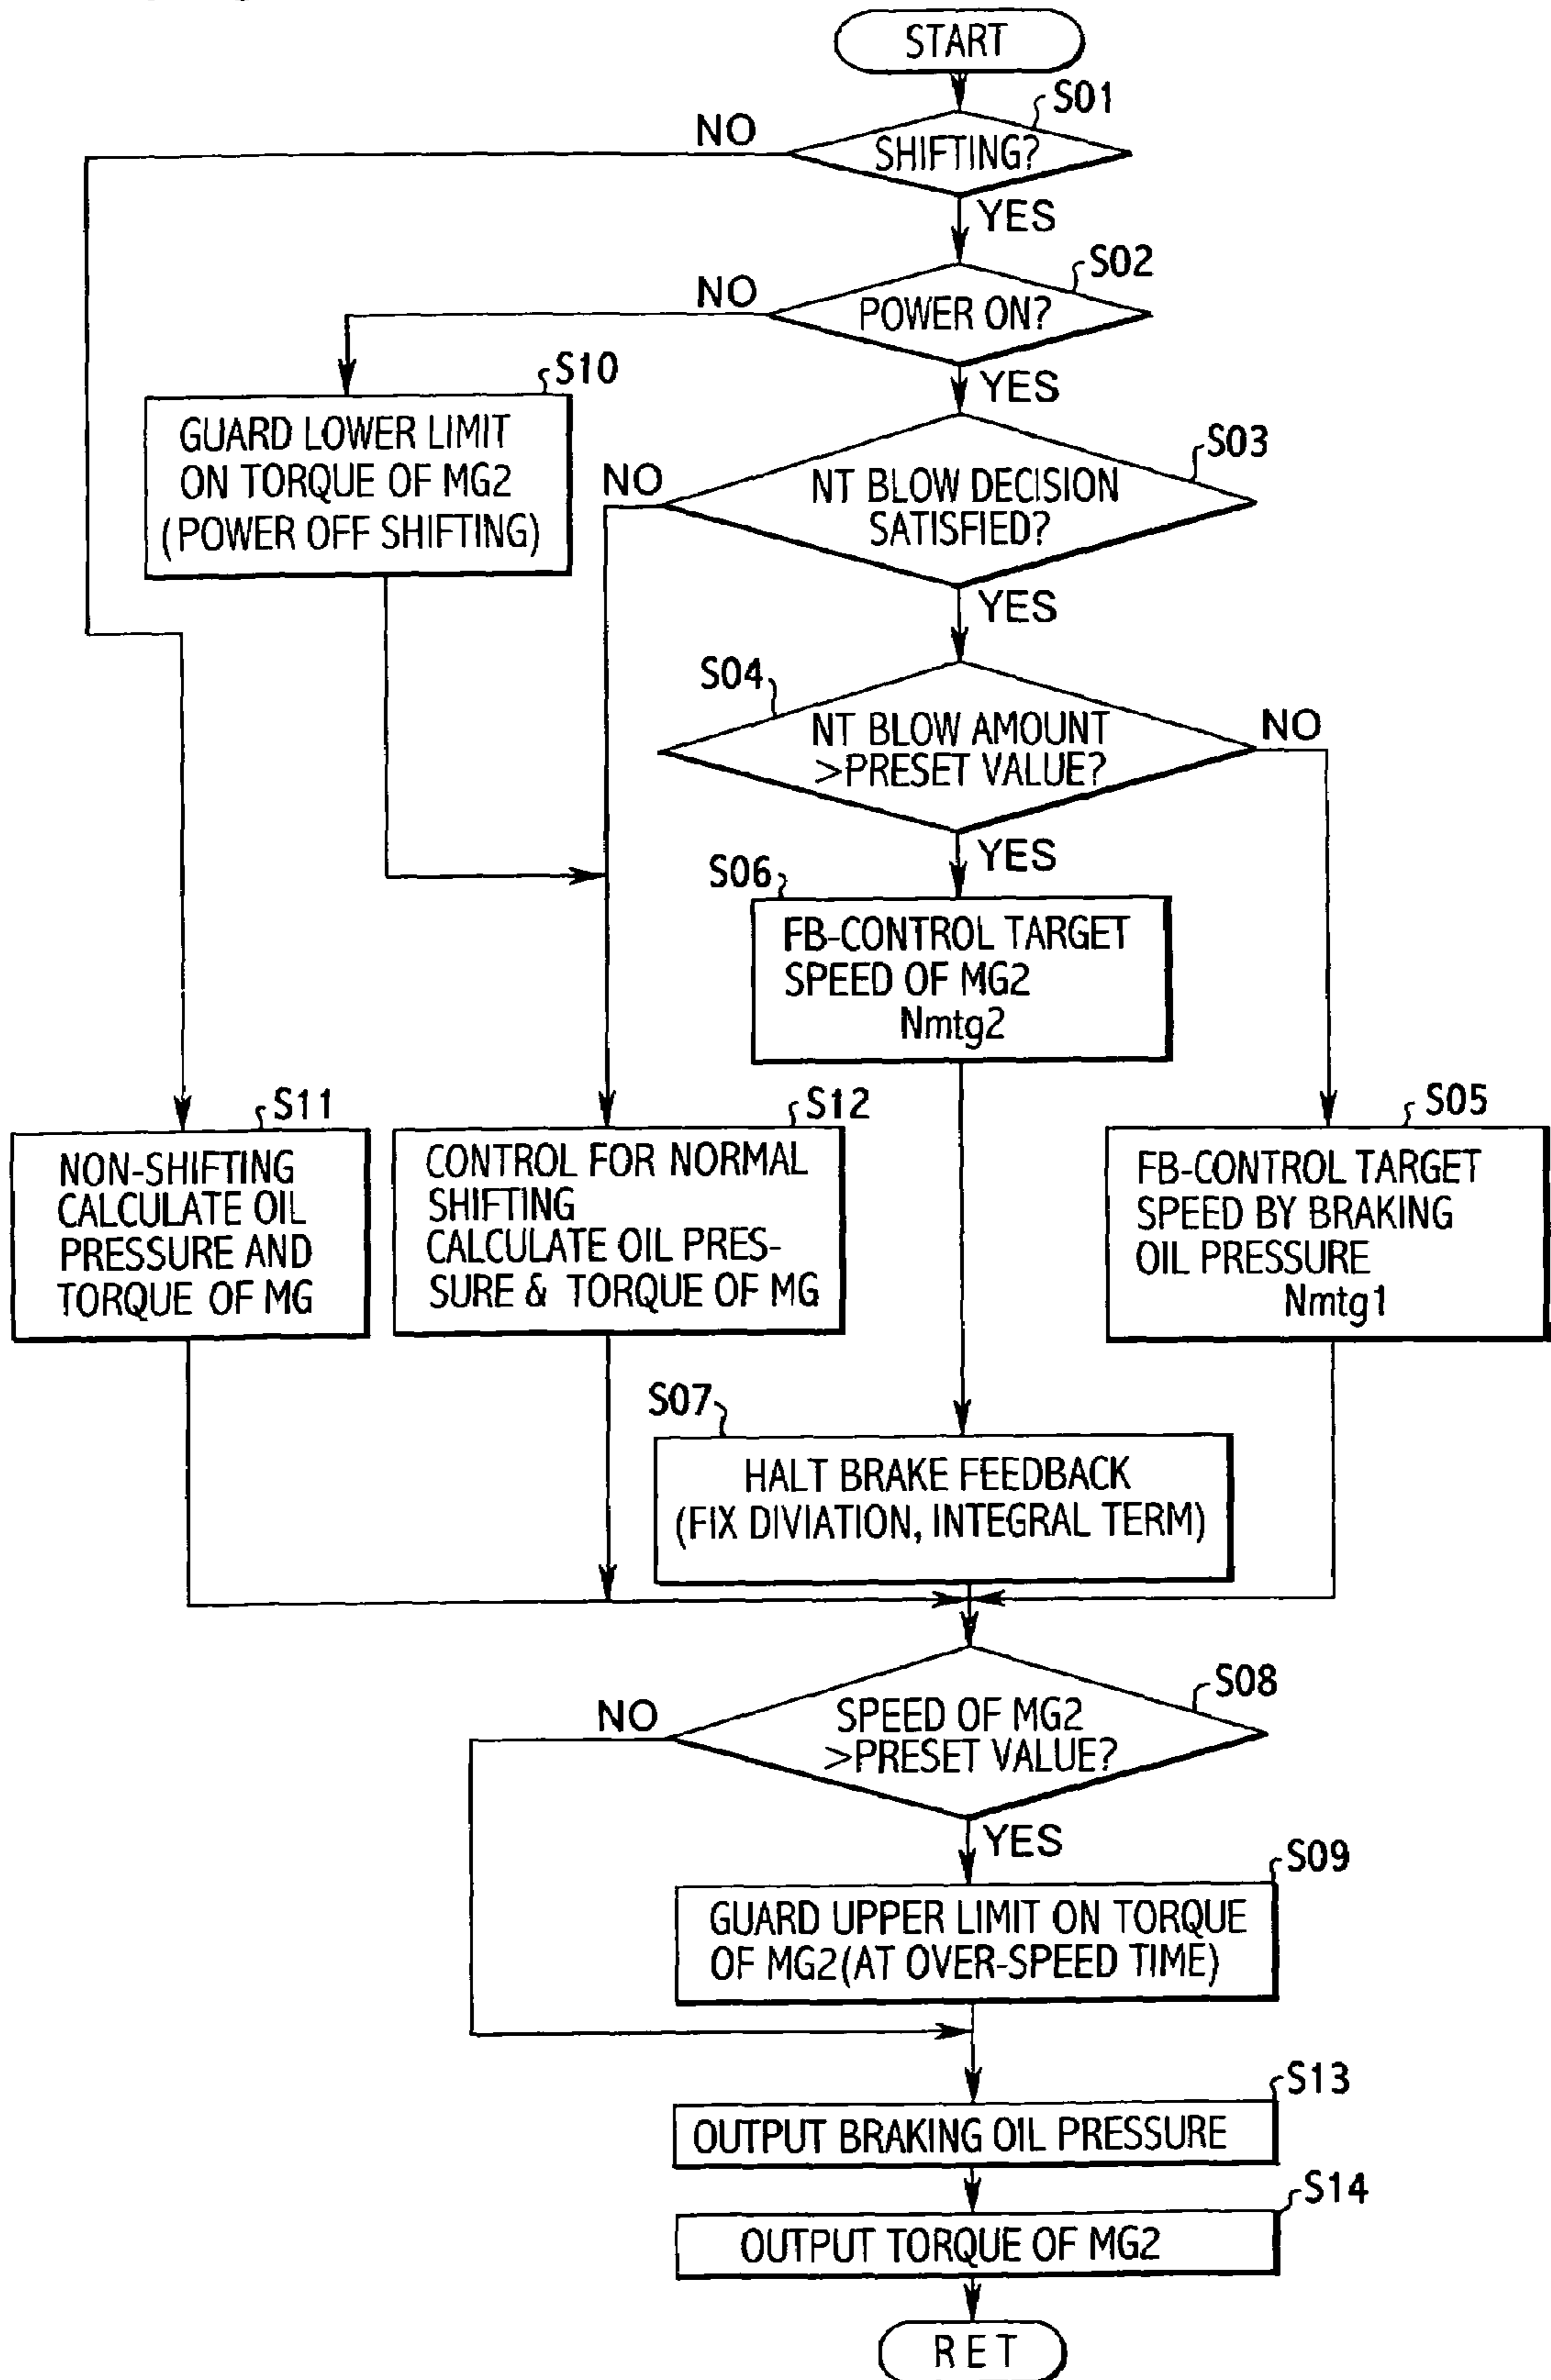 START
S01
NO
SHIFTING?
YES
S02
NO
POWER ON?
YES
S10
GUARD LOWER LIMIT
ON TORQUE OF MG2
(POWER OFF SHIFTING)
S03
NO
NT BLOW DECISION
SATISFIED?
YES
S04
NT BLOW AMOUNT
>PRESET VALUE?
NO
YES
S06
FB-CONTROL TARGET
SPEED OF MG2
Nmtg2
S11
NON-SHIFTING
CALCULATE OIL
PRESSURE AND
TORQUE OF MG
S12
CONTROL FOR NORMAL
SHIFTING
CALCULATE OIL PRES-
SURE & TORQUE OF MG
S05
FB-CONTROL TARGET
SPEED BY BRAKING
OIL PRESSURE
Nmtg1
S07
HALT BRAKE FEEDBACK
(FIX DIVIATION, INTEGRAL TERM)
S08
NO
SPEED OF MG2
>PRESET VALUE?
YES
S09
GUARD UPPER LIMIT ON TORQUE
OF MG2(AT OVER-SPEED TIME)
S13
OUTPUT BRAKING OIL PRESSURE
S14
OUTPUT TORQUE OF MG2
RET